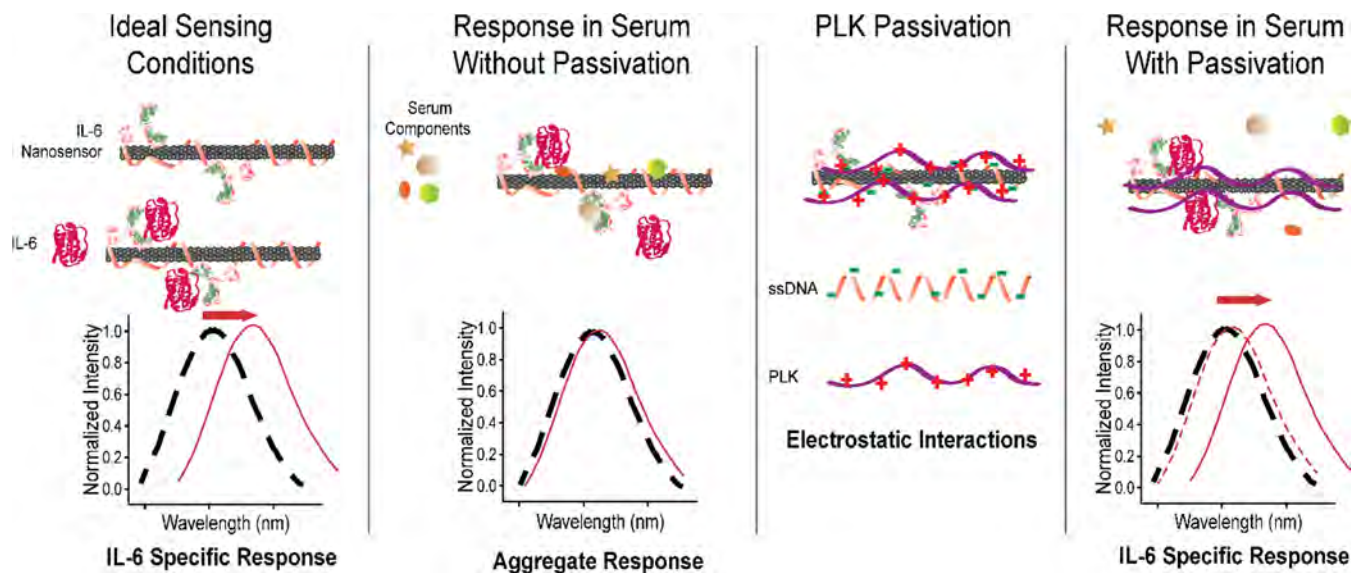 Ideal Sensing
Conditions
IL-6
Nanosensor
IL-6
1.0
0.8
0.6
0.4
0.2
0.0
Normalized Intensity
Wavelength (nm)
IL-6 Specific Response
Response in Serum
Without Passivation
Serum
Components
1.0
0.8
0.6
0.4
0.2
0.0
Normalized Intensity
Wavelength (nm)
Aggregate Response
PLK Passivation
ssDNA
PLK
Electrostatic Interactions
Response in Serum
With Passivation
1.0
0.8
0.6
0.4
0.2
0.0
Normalized Intensity
Wavelength (nm)
IL-6 Specific Response